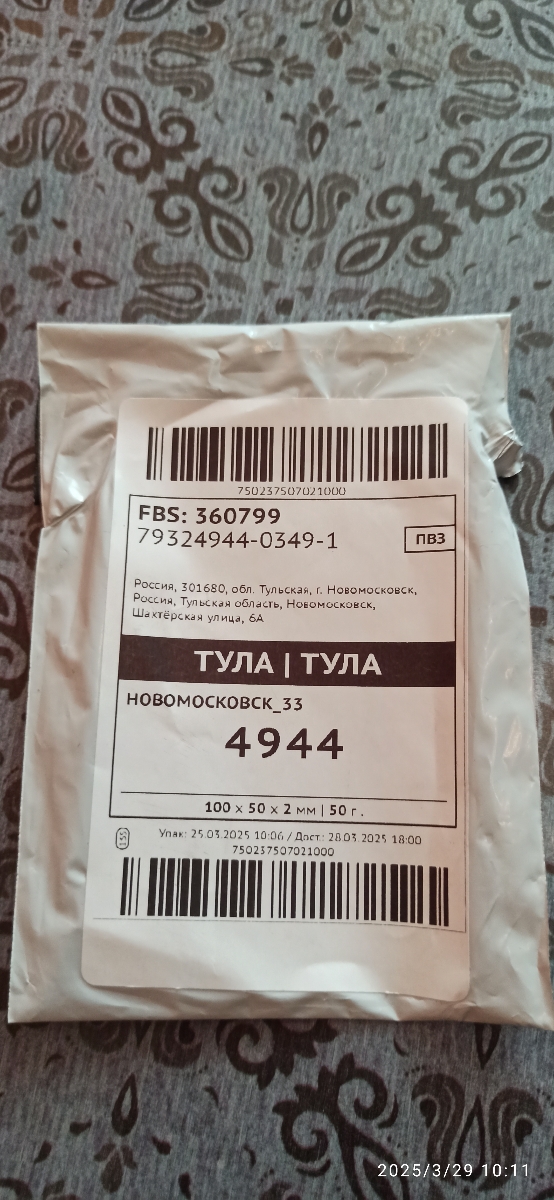 750237507021000
FBS: 360799
79324944-0349-1
ПВЗ
Россия, 301680, обл. Тульская, г. Новомосковск,
Россия, Тульская область, Новомосковск,
Шахтёрская улица, 6А
ТУЛА | ТУЛА
НОВОМОСКОВСК_33
4944
100 x 50 x 2 мм | 50 г.
155
Упак: 25.03.2025 10:06 / Дост.: 28.03.2025 18:00
750237507021000
2025/3/29 10:11